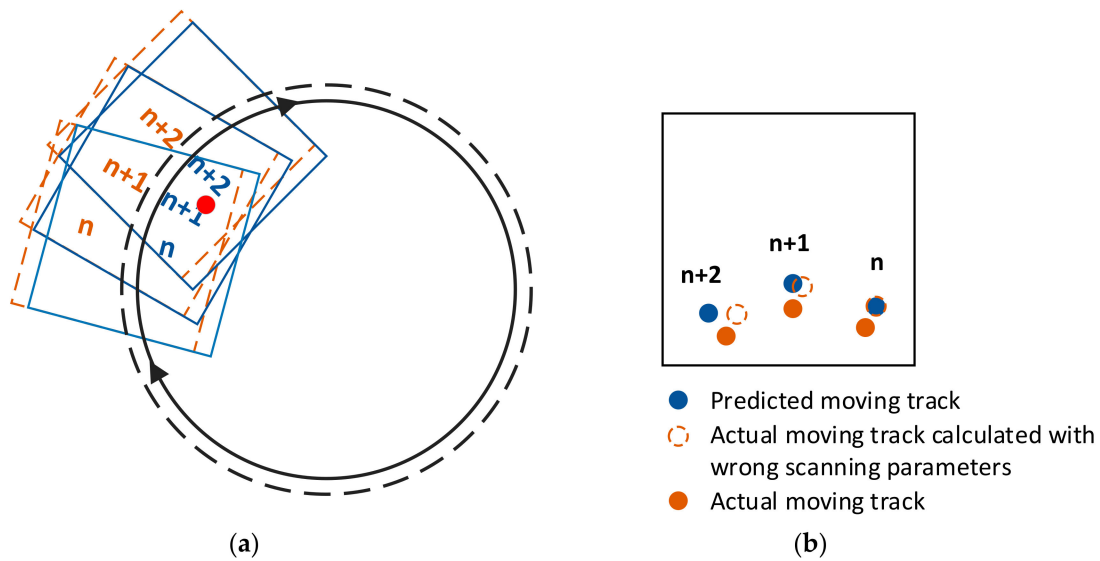 n+2
n+1
n
n+2
n+1
n
n+1
n+2
n
Predicted moving track
Actual moving track calculated with
wrong scanning parameters
Actual moving track
(a)
(b)